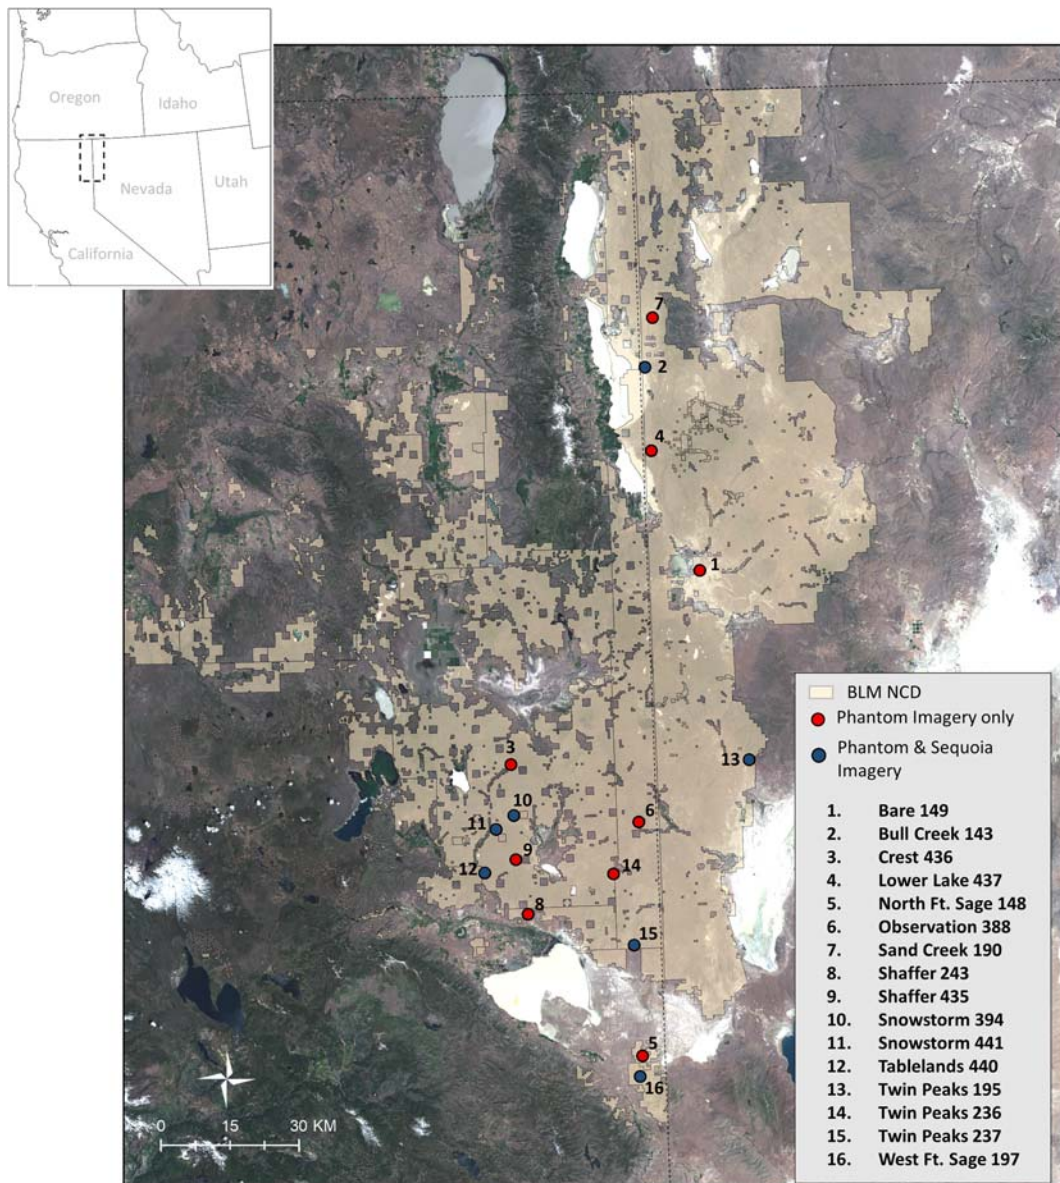 Oregon
Idaho
Nevada
Utah
California
7
2
4
1
3
13
10
11
6
9
12
14
8
15
5
16
0 15 30 KM
BLM NCD
Phantom Imagery only
Phantom & Sequoia
Imagery
1. Bare 149
2. Bull Creek 143
3. Crest 436
4. Lower Lake 437
5. North Ft. Sage 148
6. Observation 388
7. Sand Creek 190
8. Shaffer 243
9. Shaffer 435
10. Snowstorm 394
11. Snowstorm 441
12. Tablelands 440
13. Twin Peaks 195
14. Twin Peaks 236
15. Twin Peaks 237
16. West Ft. Sage 197